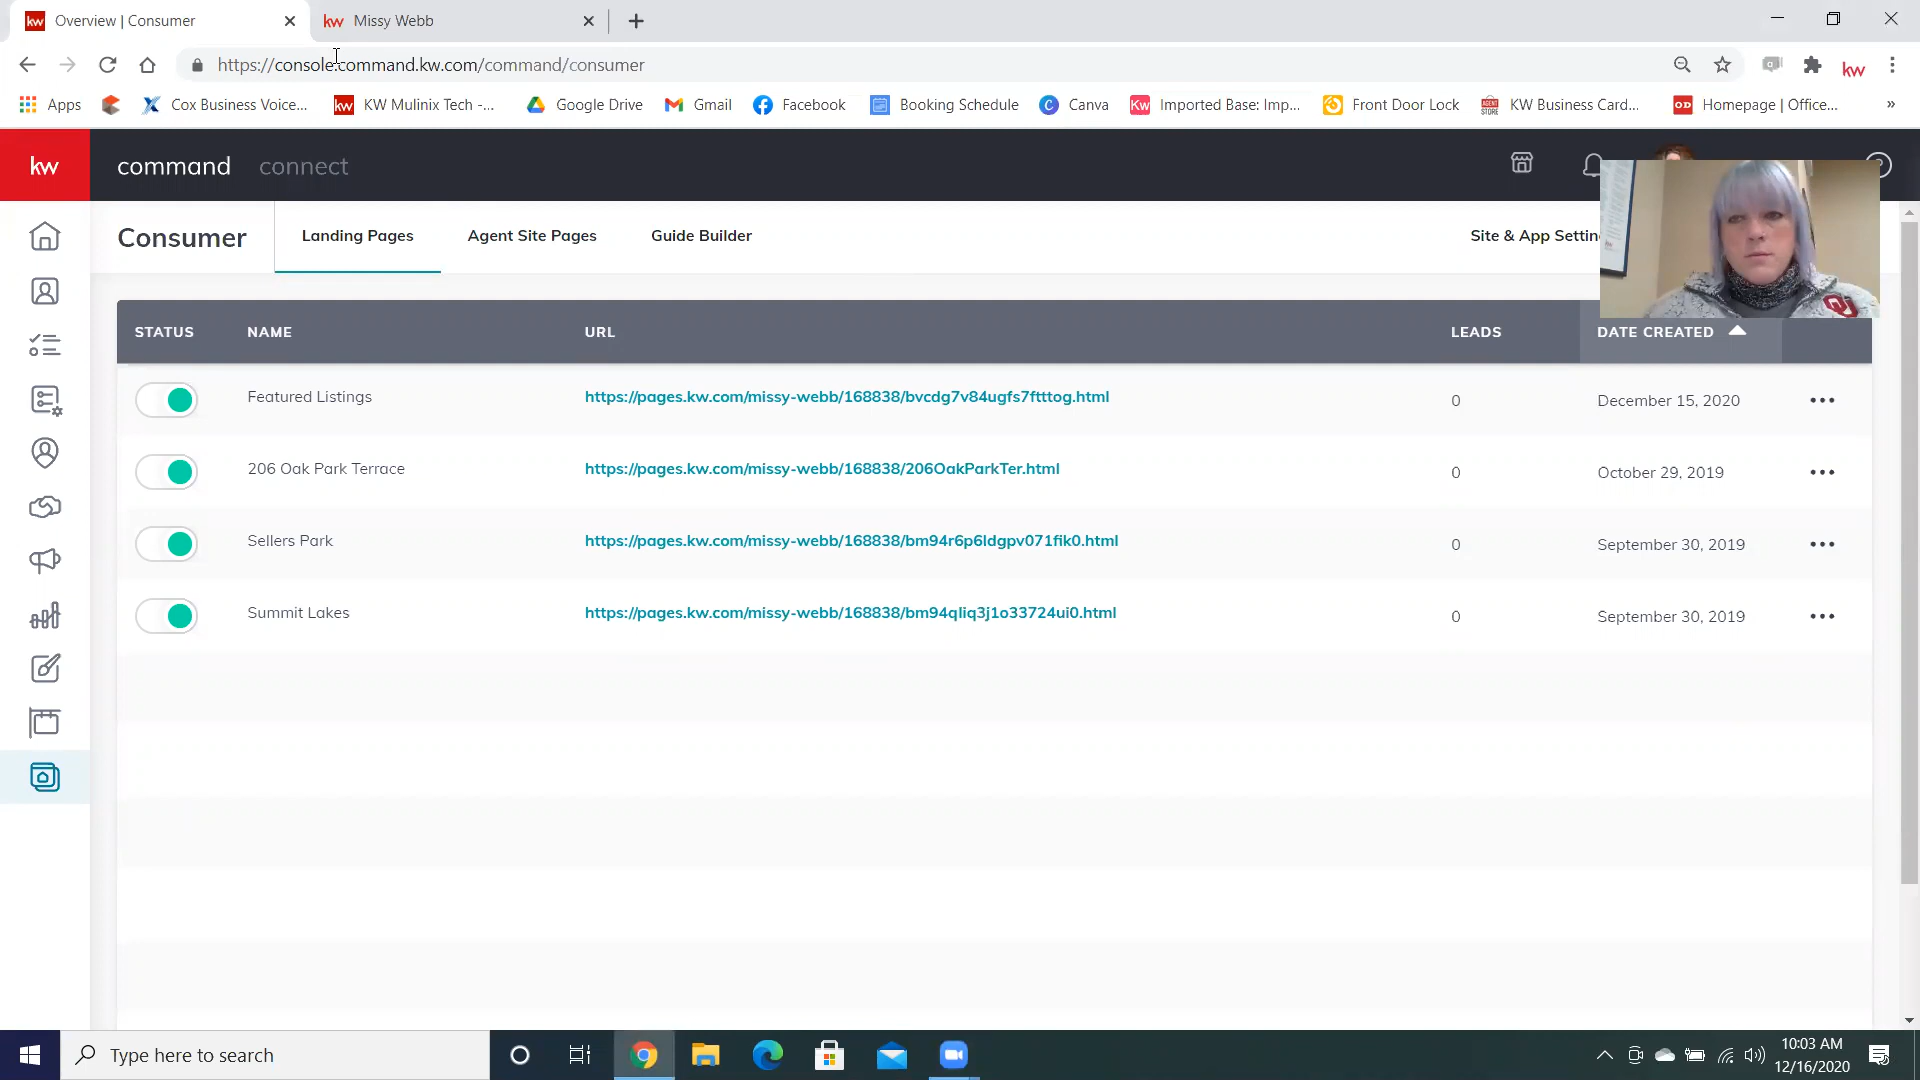 kw Overview | Consumer
kw Missy Webb
https://console.command.kw.com/command/consumer
kw
Apps
Cox Business Voice...
kw KW Mulinix Tech -...
Google Drive
Gmail
Facebook
Booking Schedule
Canva
Kw Imported Base: Imp...
Front Door Lock
KW Business Card...
OD Homepage | Office...
»
kw command connect
Consumer Landing Pages Agent Site Pages Guide Builder Site & App
STATUS NAME URL LEADS DATE CREATED
Featured Listings https://pages.kw.com/missy-webb/168838/bvcdg7v84ugfs7ftttog.html 0 December 15, 2020
206 Oak Park Terrace https://pages.kw.com/missy-webb/168838/206OakParkTer.html 0 October 29, 2019
Sellers Park https://pages.kw.com/missy-webb/168838/bm94r6p6ldgpv071fik0.html 0 September 30, 2019
Summit Lakes https://pages.kw.com/missy-webb/168838/bm94qliq3j1o33724ui0.html 0 September 30, 2019
Type here to search
10:03 AM
12/16/2020